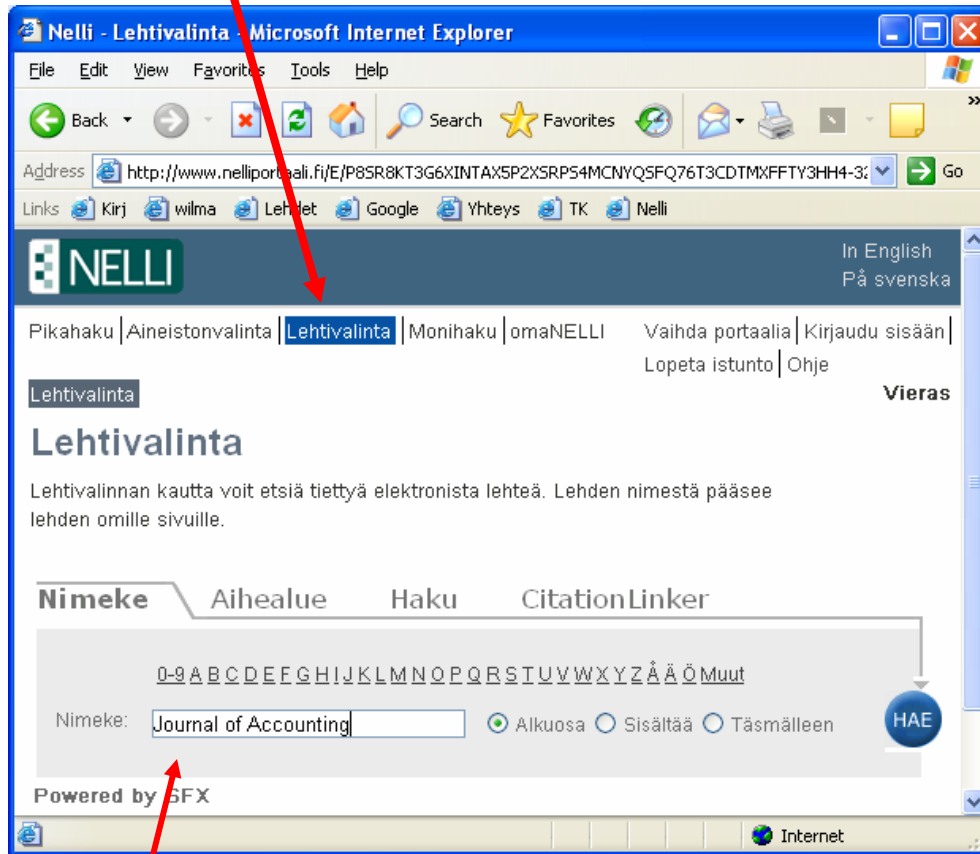 Nelli - Lehtivalinta - Microsoft Internet Explorer
File Edit View Favorites Tools Help
Back Search Favorites »
Address http://www.nelliportaali.fi/E/P8SR8KT3G6XINTAX5P2XSRPS4MCNYQSFQ76T3CDTMXFFTY3HH4-32 Go
Links Kirj wilma Lehdet Google Yhteys TK Nelli
NELLI
In English
På svenska
Pikahaku Aineistonvalinta Lehtivalinta Monihaku omaNELLI Vaihda portaalia Kirjaudu sisään
Lopeta istunto Ohje
Lehtivalinta Vieras
Lehtivalinta
Lehtivalinnan kautta voit etsiä tiettyä elektronista lehteä. Lehden nimestä pääsee
lehden omille sivuille.
Nimeke Aihealue Haku CitationLinker
0-9 A B C D E F G H I J K L M N O P Q R S T U V W X Y Z Å Ä Ö Muut
Nimeke: Journal of Accounting Alkuosa Sisältää Täsmälleen HAE
Powered by SFX
Internet